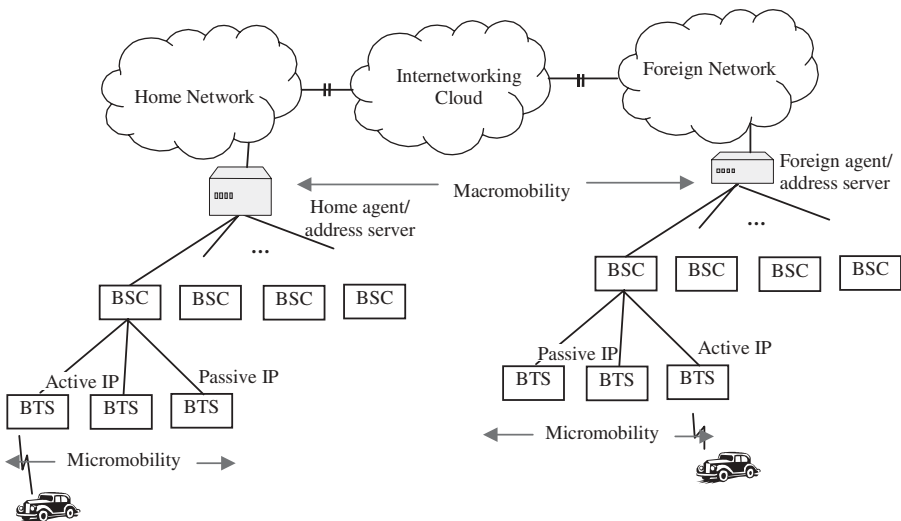 Home Network
Internetworking
Cloud
Foreign Network
Foreign agent/
address server
Macromobility
Home agent/
address server
...
...
BSC
BSC
BSC
BSC
BSC
BSC
BSC
BSC
Passive IP
Active IP
Active IP
Passive IP
BTS
BTS
BTS
BTS
BTS
BTS
Micromobility
Micromobility